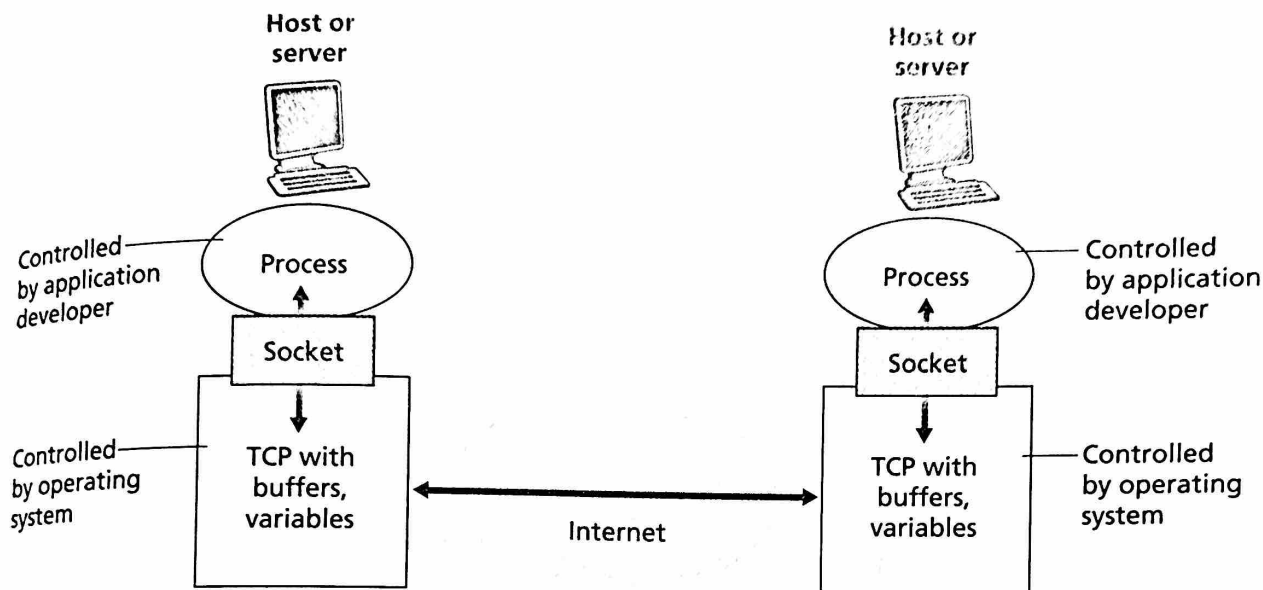 Host or
server
Controlled
by application
developer
Process
Socket
Controlled
by operating
system
TCP with
buffers,
variables
Internet
Host or
server
Process
Controlled
by application
developer
Socket
TCP with
buffers,
variables
Controlled
by operating
system